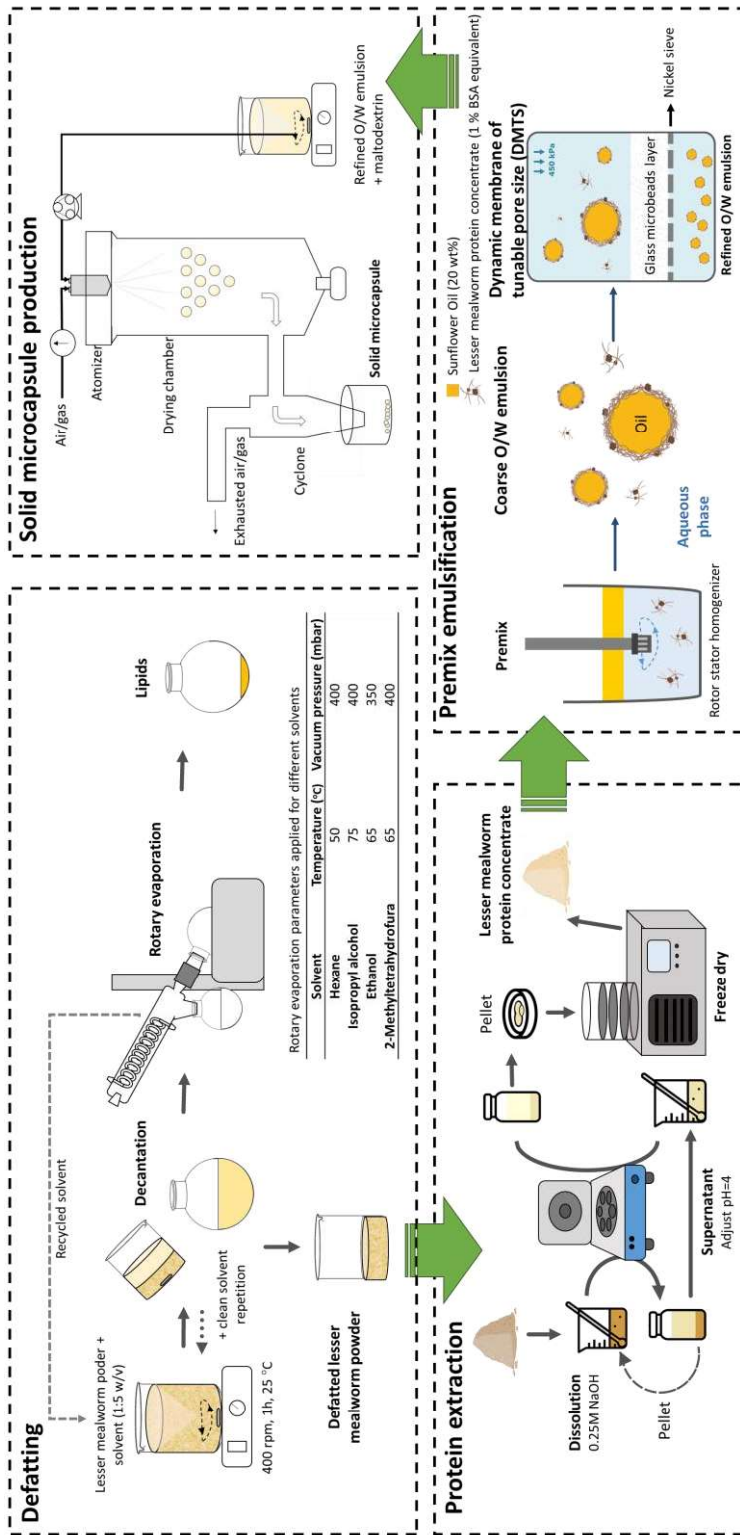 Defatting
Recycled solvent
Lesser mealworm poder +
solvent (1:5 w/v)
400 rpm, 1h, 25 °C
+ clean solvent
repetition
Decantation
Rotary evaporation
Lipids
Defatted lesser
mealworm powder
Rotary evaporation parameters applied for different solvents
Solvent Temperature (°C) Vacuum pressure (mbar)
Hexane 50 400
Isopropyl alcohol 75 400
Ethanol 65 350
2-Methyltetrahydrofura 65 400
Solid microcapsule production
Air/gas
Atomizer
Drying chamber
Exhausted air/gas
Cyclone
Solid microcapsule
Refined O/W emulsion
+ maltodextrin
Protein extraction
Dissolution
0.25M NaOH
Pellet
Supernatant
Adjust pH=4
Pellet
Freeze dry
Lesser mealworm
protein concentrate
Premix emulsification
Sunflower Oil (20 wt%)
Lesser mealworm protein concentrate (1 % BSA equivalent)
Premix
Rotor stator homogenizer
Coarse O/W emulsion
Oil
Aqueous
phase
Dynamic membrane of
tunable pore size (DMTS)
450 kPa
Glass microbeads layer
Nickel sieve
Refined O/W emulsion